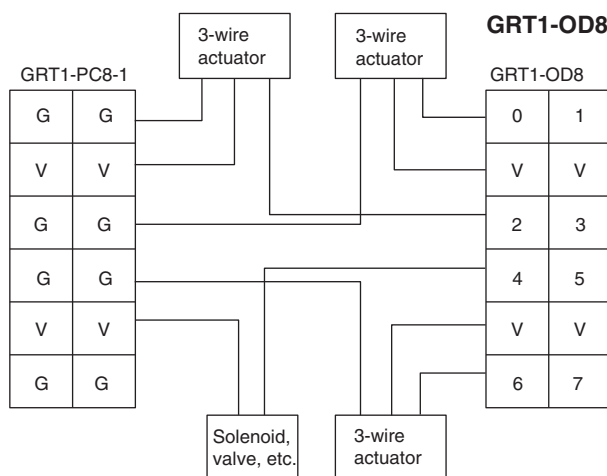 GRT1-OD8
3-wire
actuator
3-wire
actuator
GRT1-PC8-1
GRT1-OD8
G G
0 1
V V
V V
G G
2 3
G G
4 5
V V
V V
G G
6 7
Solenoid,
valve, etc.
3-wire
actuator